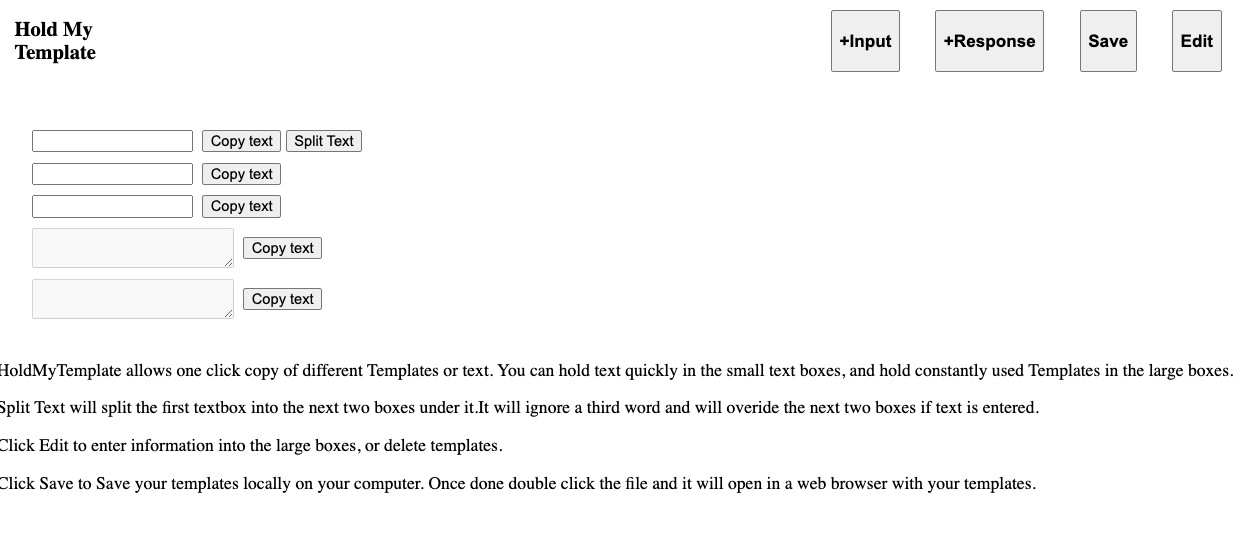 Hold My
Template
+Input
+Response
Save
Edit
Copy text
Split Text
Copy text
Copy text
Copy text
Copy text
HoldMyTemplate allows one click copy of different Templates or text. You can hold text quickly in the small text boxes, and hold constantly used Templates in the large boxes.
Split Text will split the first textbox into the next two boxes under it.It will ignore a third word and will overide the next two boxes if text is entered.
Click Edit to enter information into the large boxes, or delete templates.
Click Save to Save your templates locally on your computer. Once done double click the file and it will open in a web browser with your templates.